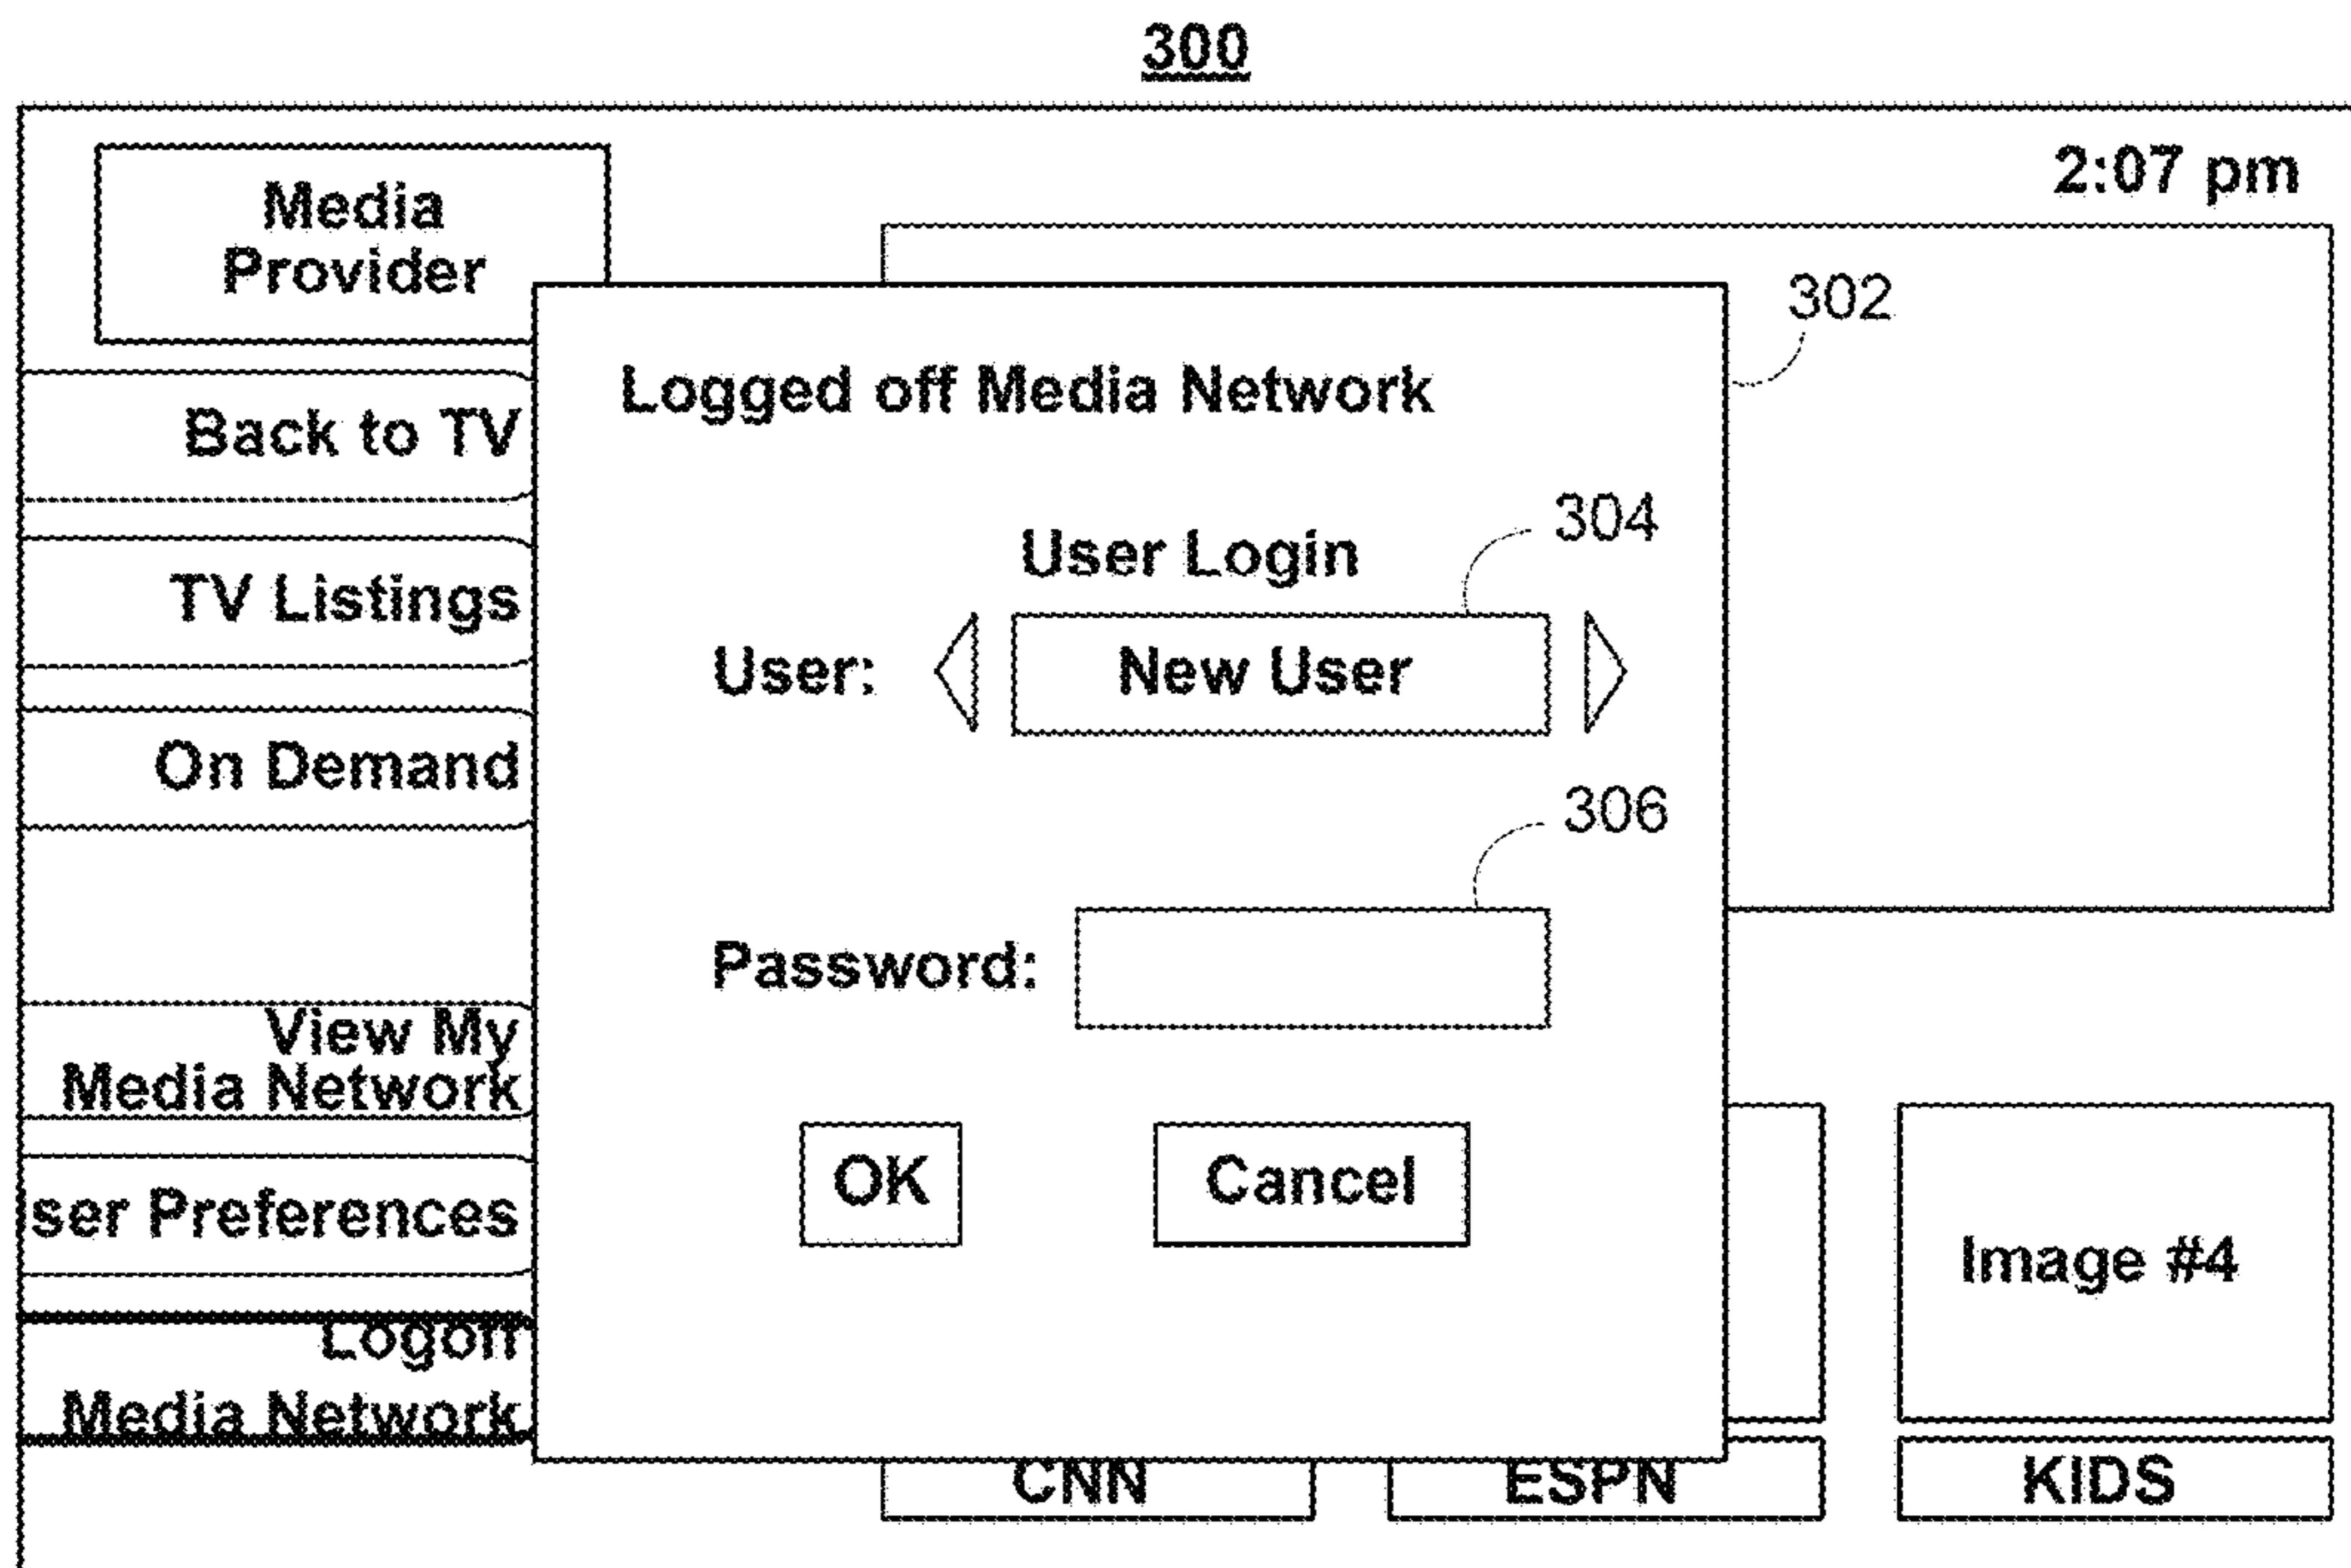 300
2:07 pm
Media
Provider
302
Logged off Media Network
Back to TV
304
User Login
TV Listings
User:
New User
On Demand
306
Password:
View My
Media Network
OK
Cancel
ser Preferences
Image #4
Logoff
Media Network
CNN
ESPN
KIDS